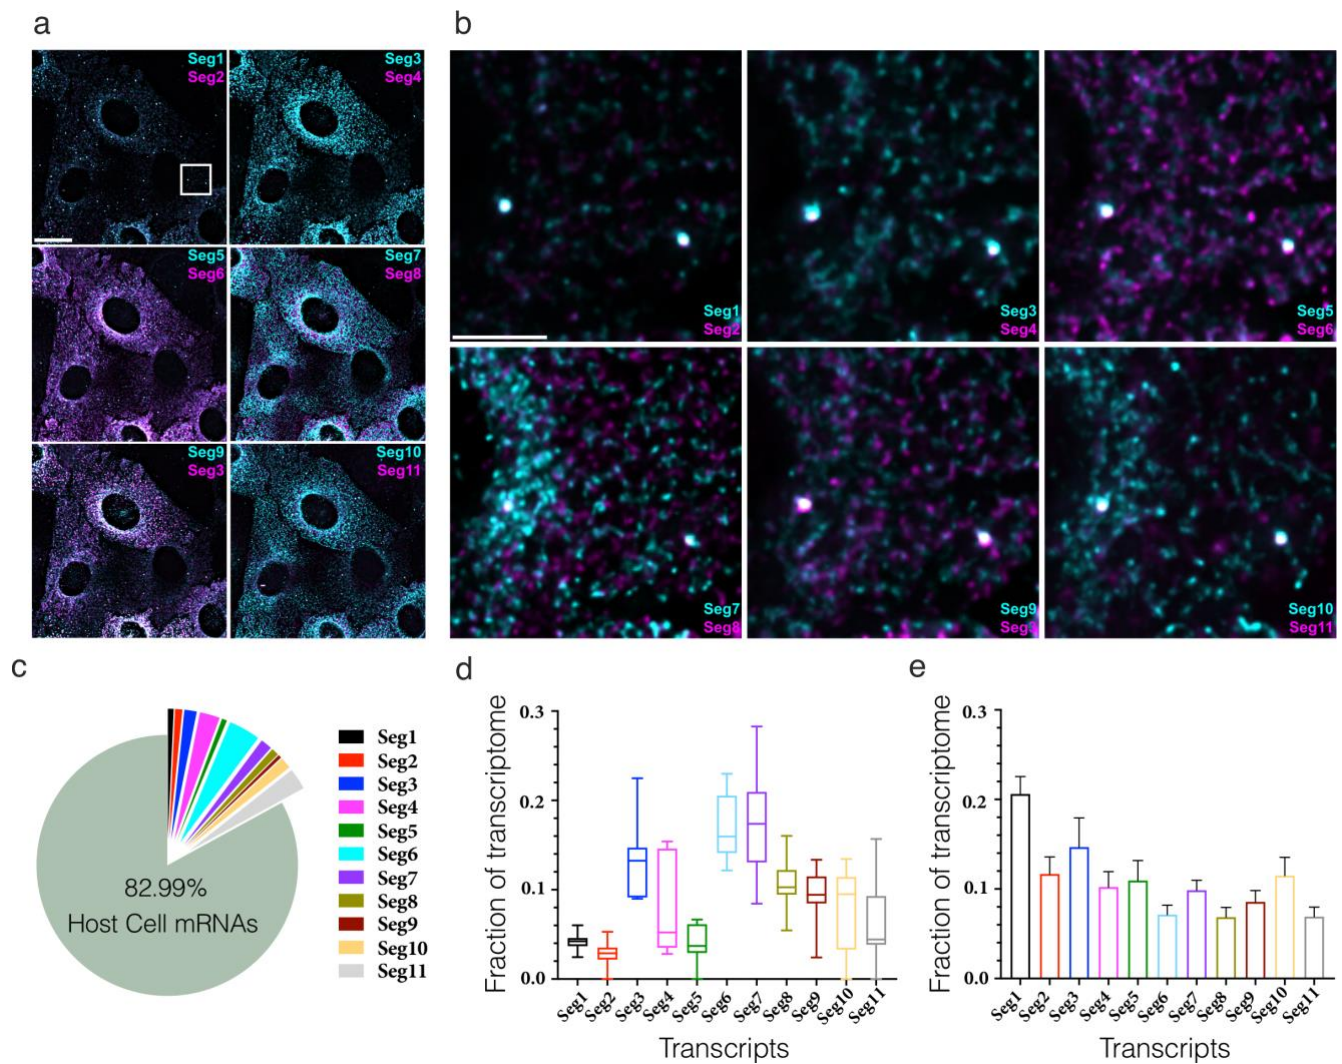 a
Seg1
Seg2
Seg3
Seg4
Seg5
Seg6
Seg7
Seg8
Seg9
Seg3
Seg10
Seg11
b
Seg1
Seg2
Seg3
Seg4
Seg5
Seg6
Seg7
Seg8
Seg9
Seg3
Seg10
Seg11
c
82.99%
Host Cell mRNAs
Seg1
Seg2
Seg3
Seg4
Seg5
Seg6
Seg7
Seg8
Seg9
Seg10
Seg11
d
Fraction of transcriptome
0.3
0.2
0.1
0.0
Seg1 Seg2 Seg3 Seg4 Seg5 Seg6 Seg7 Seg8 Seg9 Seg10 Seg11
Transcripts
e
Fraction of transcriptome
0.3
0.2
0.1
0.0
Seg1 Seg2 Seg3 Seg4 Seg5 Seg6 Seg7 Seg8 Seg9 Seg10 Seg11
Transcripts